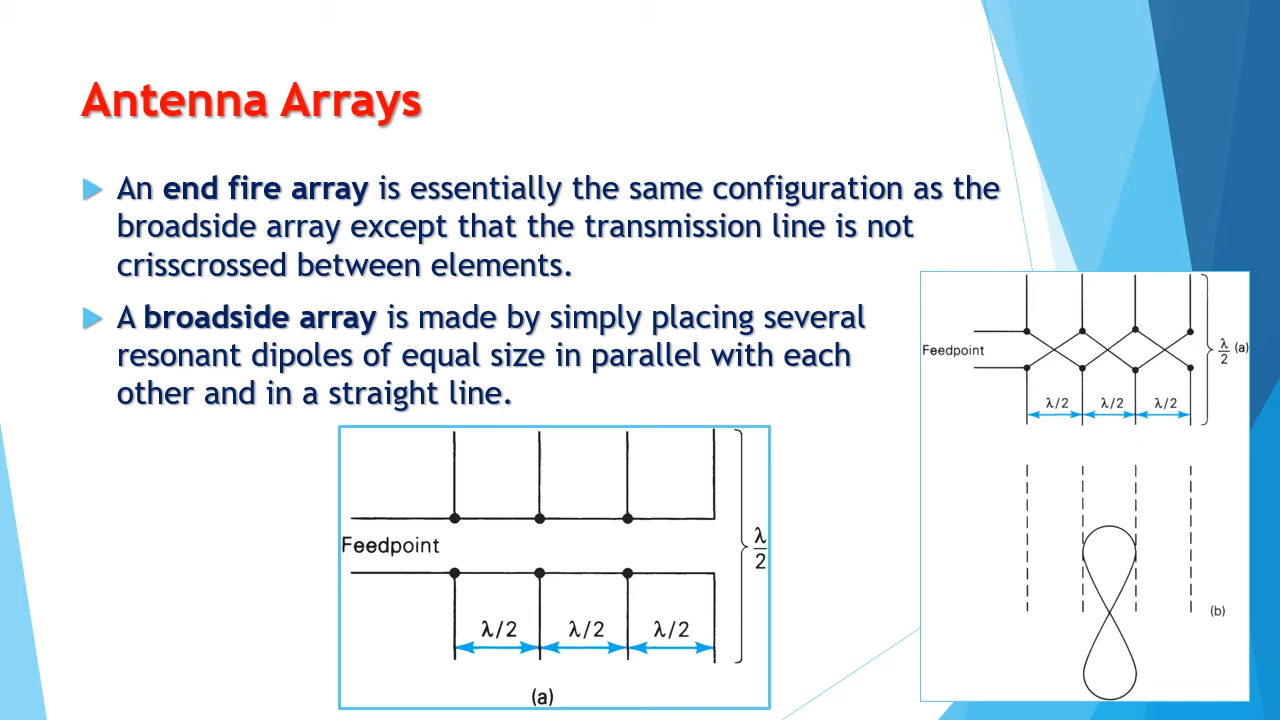 Antenna Arrays
An end fire array is essentially the same configuration as the
broadside array except that the transmission line is not
crisscrossed between elements.
A broadside array is made by simply placing several
resonant dipoles of equal size in parallel with each
other and in a straight line.
Feedpoint
λ/2 λ/2 λ/2
λ
2
(a)
Feedpoint
λ
2
(a)
λ/2 λ/2 λ/2
(b)